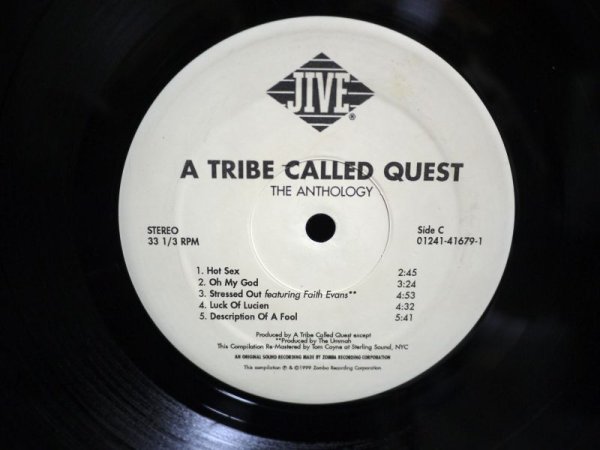 JIVE®
A TRIBE CALLED QUEST
THE ANTHOLOGY
STEREO
33 1/3 RPM
Side C
01241-41679-1
1. Hot Sex 2:45
2. Oh My God 3:24
3. Stressed Out featuring Faith Evans** 4:53
4. Luck Of Lucien 4:32
5. Description Of A Fool 5:41
Produced by A Tribe Called Quest except
**Produced by The Ummah
This Compilation Re-Mastered by Tom Coyne at Sterling Sound, NYC
AN ORIGINAL SOUND RECORDING MADE BY ZOMBA RECORDING CORPORATION
This compilation ℗ & ©1999 Zomba Recording Corporation